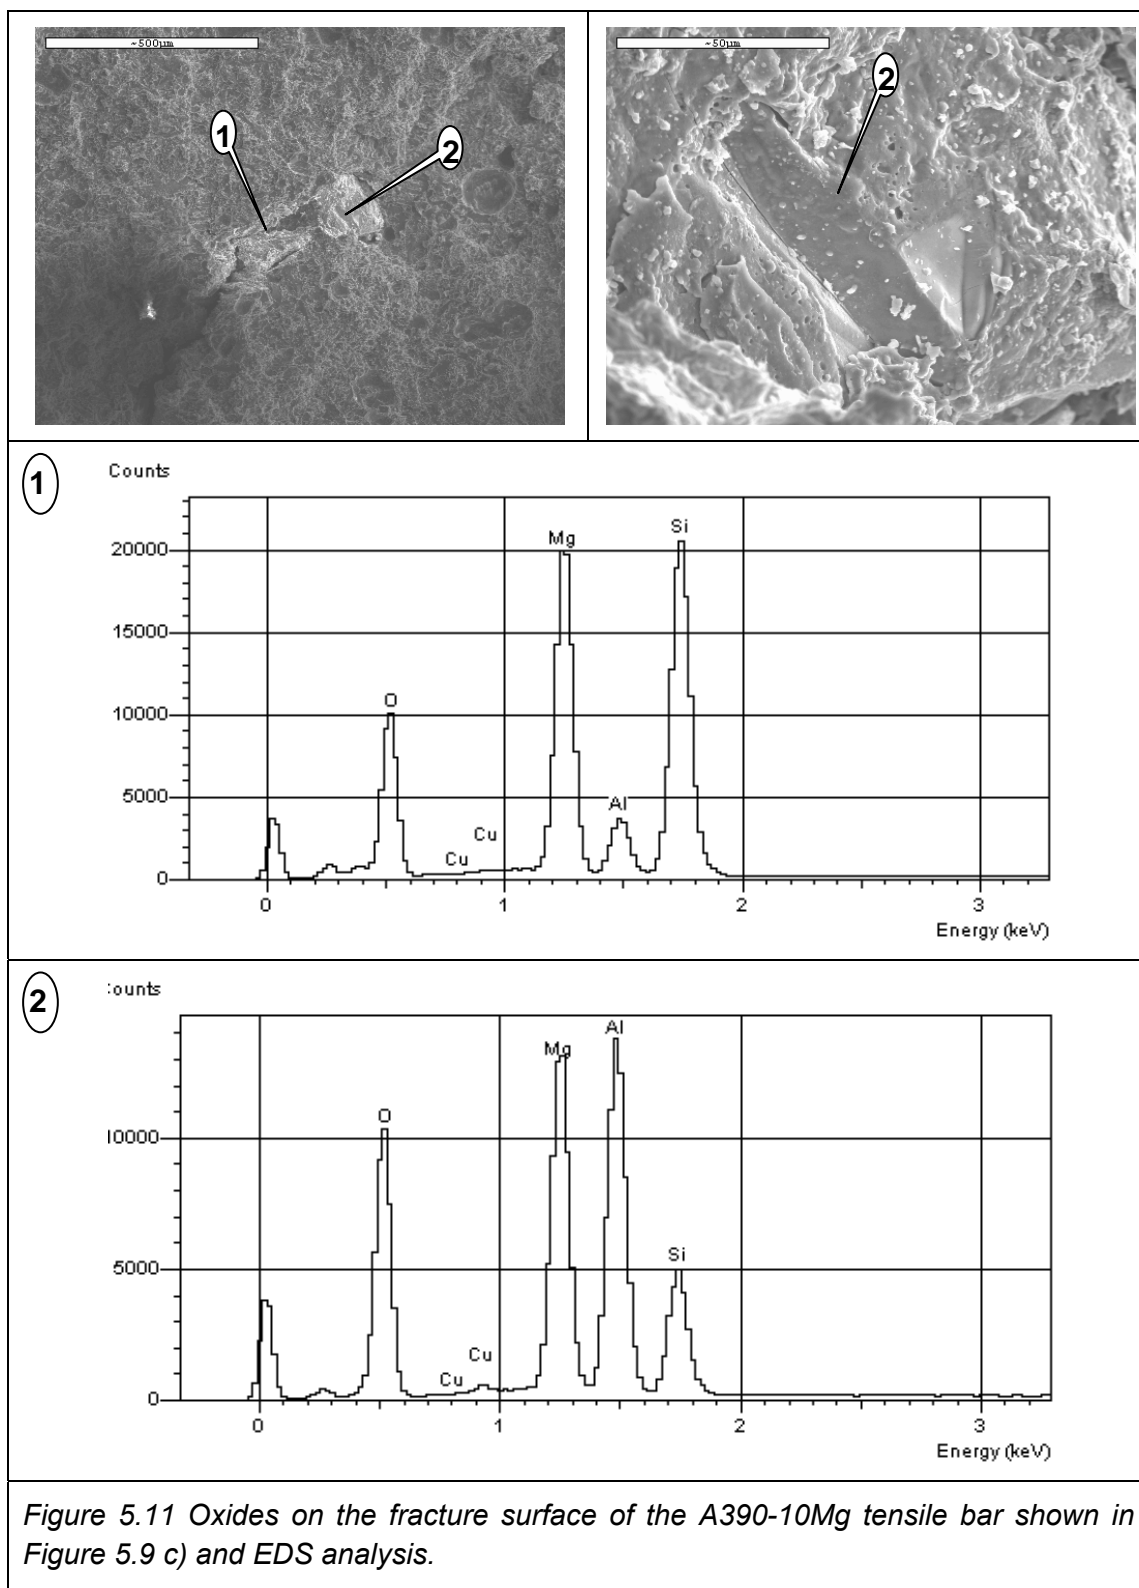 ~500µm
1
2
~50µm
2
1
Counts
20000
15000
10000
5000
0
O
Cu
Cu
Mg
Al
Si
0
1
2
3
Energy (keV)
2
:ounts
10000
5000
0
O
Cu
Cu
Mg
Al
Si
0
1
2
3
Energy (keV)
Figure 5.11 Oxides on the fracture surface of the A390-10Mg tensile bar shown in
Figure 5.9 c) and EDS analysis.